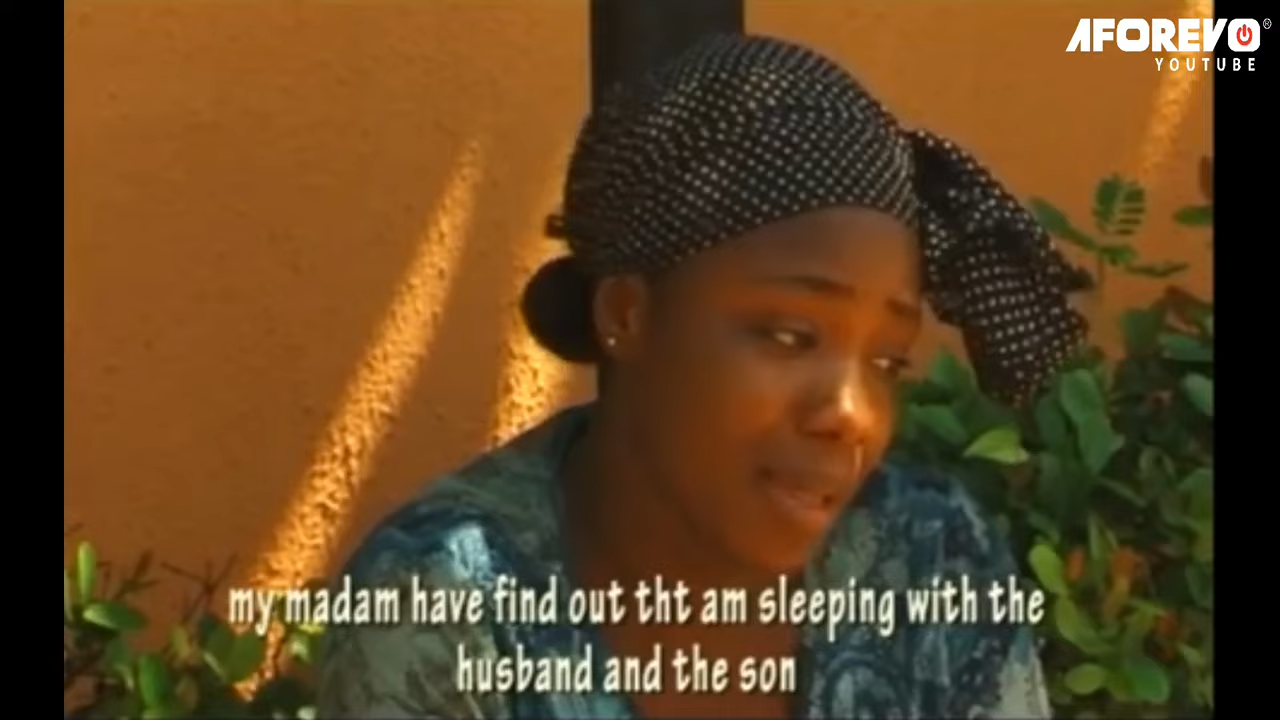 AFOREVO
YOUTUBE
my madam have find out tht am sleeping with the
husband and the son